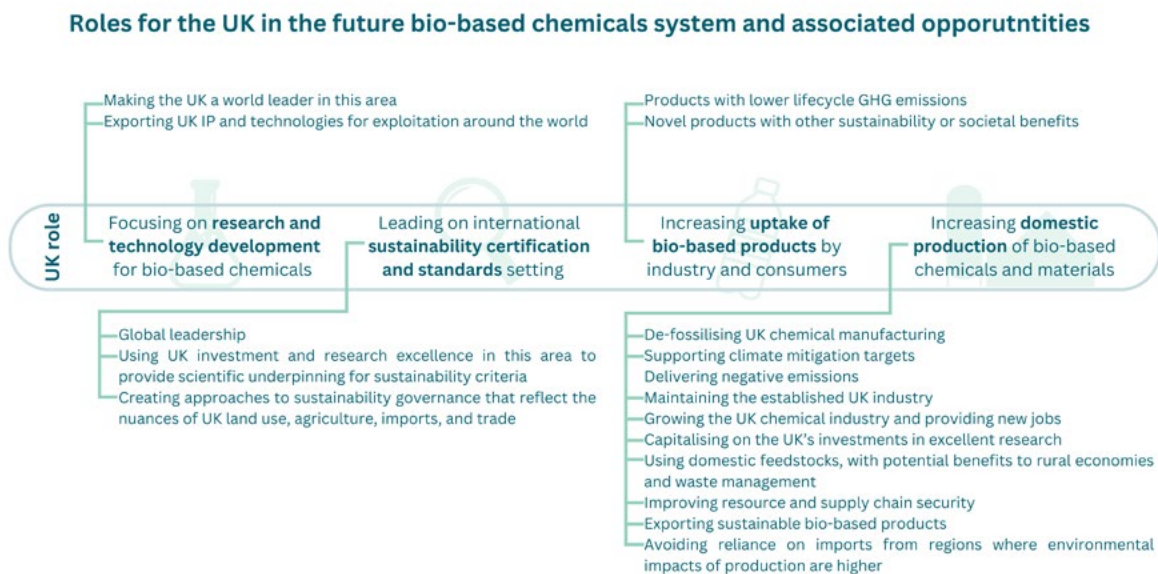 Roles for the UK in the future bio-based chemicals system and associated opporutntities
Making the UK a world leader in this area
Exporting UK IP and technologies for exploitation around the world
Products with lower lifecycle GHG emissions
Novel products with other sustainability or societal benefits
UK role
Focusing on research and
technology development
for bio-based chemicals
Leading on international
sustainability certification
and standards setting
Increasing uptake of
bio-based products by
industry and consumers
Increasing domestic
production of bio-based
chemicals and materials
Global leadership
Using UK investment and research excellence in this area to
provide scientific underpinning for sustainability criteria
Creating approaches to sustainability governance that reflect the
nuances of UK land use, agriculture, imports, and trade
De-fossilising UK chemical manufacturing
Supporting climate mitigation targets
Delivering negative emissions
Maintaining the established UK industry
Growing the UK chemical industry and providing new jobs
Capitalising on the UK's investments in excellent research
Using domestic feedstocks, with potential benefits to rural economies
and waste management
Improving resource and supply chain security
Exporting sustainable bio-based products
Avoiding reliance on imports from regions where environmental
impacts of production are higher